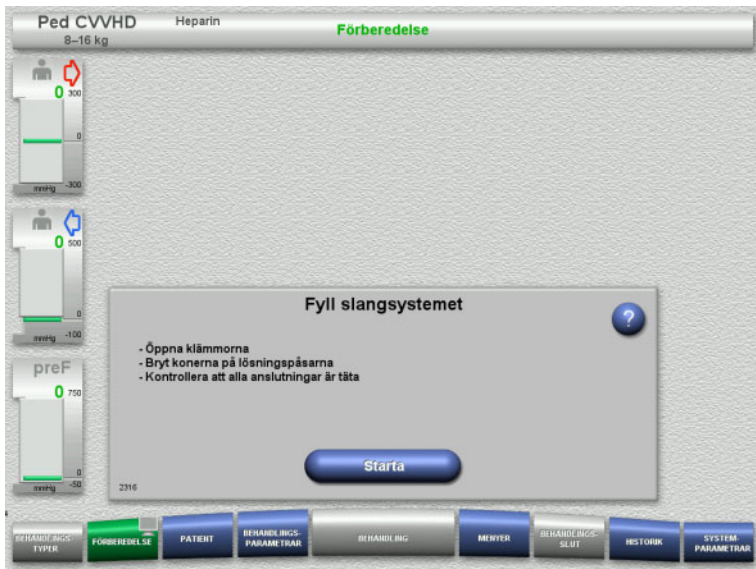 Ped CVVHD
8–16 kg
Heparin
Förberedelse
0
300
0
-300
mmHg
0
500
0
-100
mmHg
preF
0
750
0
-50
mmHg
Fyll slangsystemet
?
- Öppna klämmorna
- Bryt konerna på lösningspåsarna
- Kontrollera att alla anslutningar är täta
Starta
2316
BEHANDLINGS-
TYPER
FÖRBEREDELSE
PATIENT
BEHANDLINGS-
PARAMETRAR
BEHANDLING
MENYER
BEHANDLINGS-
SLUT
HISTORIK
SYSTEM-
PARAMETRAR